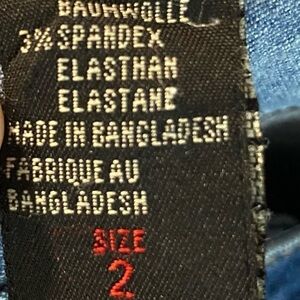 BAUMWOLLE
3% SPANDEX
ELASTHAN
ELASTANE
MADE IN BANGLADESH
FABRIQUE AU
BANGLADESH
SIZE
2